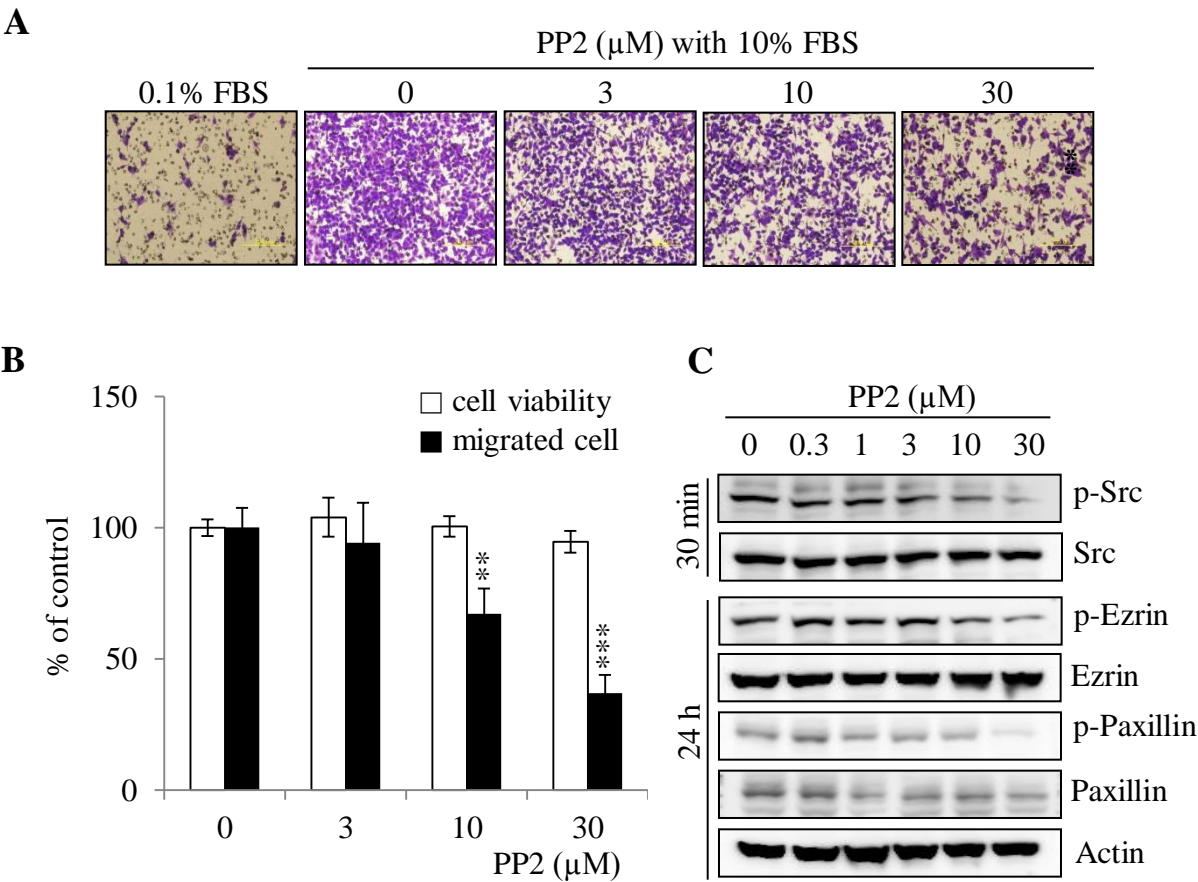 A
PP2 (µM) with 10% FBS
0.1% FBS 0 3 10 30
**
B
150
100
50
0
% of control
cell viability
migrated cell
**
***
0 3 10 30
PP2 (µM)
C
PP2 (µM)
0 0.3 1 3 10 30
30 min
p-Src
Src
24 h
p-Ezrin
Ezrin
p-Paxillin
Paxillin
Actin